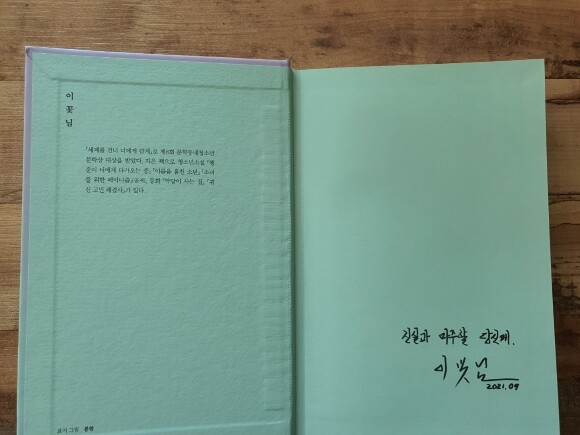 이
꽃
님
『세계를 건너 너에게 갈게』로 제8회 문학동네청소년
문학상 대상을 받았다. 지은 책으로 청소년소설 『행
운이 너에게 다가오는 중』 『이름을 훔친 소년』 『소녀
를 위한 페미니즘』(공저), 동화 『악당이 사는 집』, 『귀
신 고민 해결사』가 있다.
표지 그림
진실과 마주할 당신께.
이꽃님
2021.09